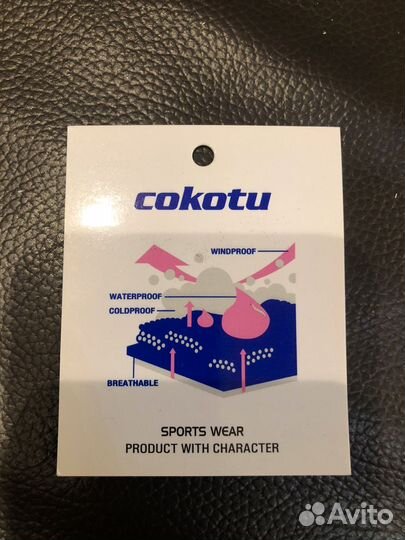 cokotu
WINDPROOF
WATERPROOF
COLDPROOF
BREATHABLE
SPORTS WEAR
PRODUCT WITH CHARACTER
Avito